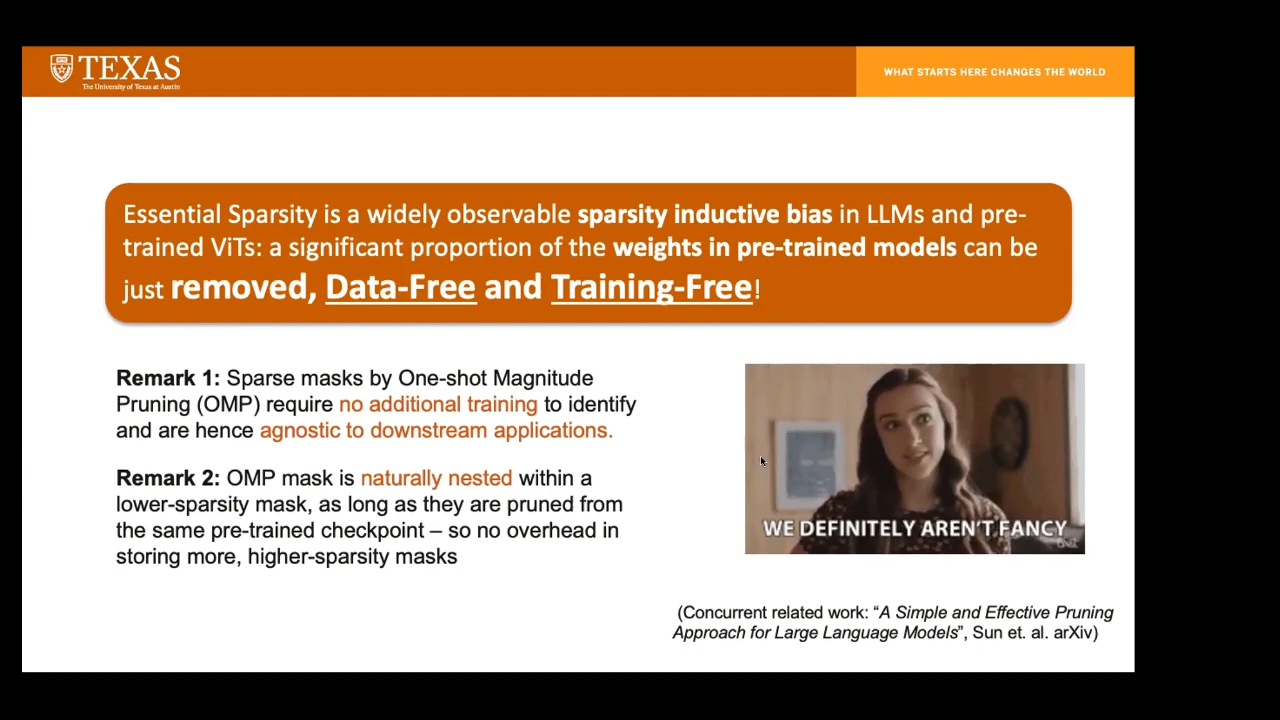 TEXAS
The University of Texas at Austin
WHAT STARTS HERE CHANGES THE WORLD
Essential Sparsity is a widely observable sparsity inductive bias in LLMs and pre-
trained ViTs: a significant proportion of the weights in pre-trained models can be
just removed, Data-Free and Training-Free!
Remark 1: Sparse masks by One-shot Magnitude
Pruning (OMP) require no additional training to identify
and are hence agnostic to downstream applications.
Remark 2: OMP mask is naturally nested within a
lower-sparsity mask, as long as they are pruned from
the same pre-trained checkpoint – so no overhead in
storing more, higher-sparsity masks
WE DEFINITELY AREN'T FANCY
(Concurrent related work: “A Simple and Effective Pruning
Approach for Large Language Models”, Sun et. al. arXiv)